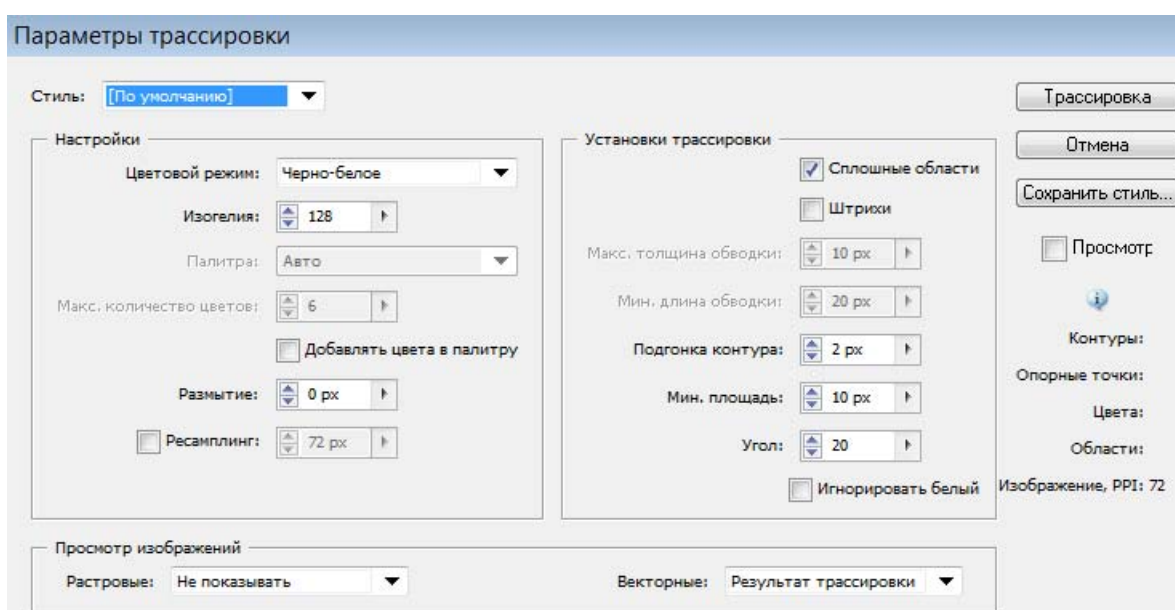 Параметры трассировки
Стиль: [По умолчанию]
Настройки
Цветовой режим: Черно-белое
Изогелия: 128
Палитра: Авто
Макс. количество цветов: 6
Добавлять цвета в палитру
Размытие: 0 px
Ресамплинг: 72 px
Установки трассировки
Сплошные области
Штрихи
Макс. толщина обводки: 10 px
Мин. длина обводки: 20 px
Подгонка контура: 2 px
Мин. площадь: 10 px
Угол: 20
Игнорировать белый
Трассировка
Отмена
Сохранить стиль...
Просмотр
Контуры:
Опорные точки:
Цвета:
Области:
Изображение, PPI: 72
Просмотр изображений
Растровые: Не показывать
Векторные: Результат трассировки